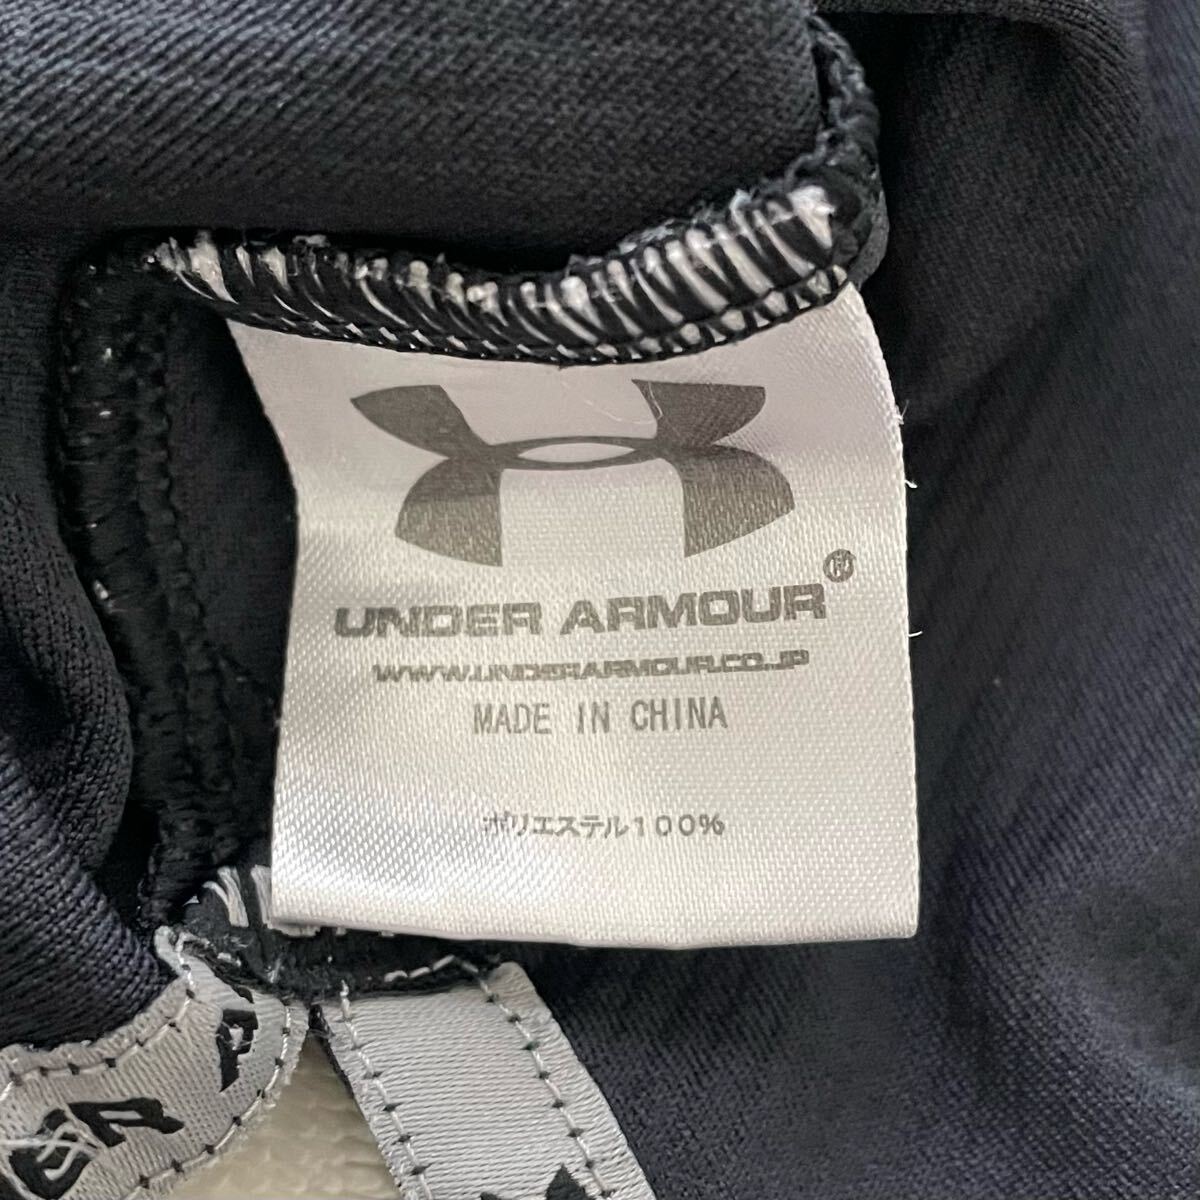 UNDER ARMOUR®
WWW.UNDERARMOUR.CO.JP
MADE IN CHINA
ポリエステル100%